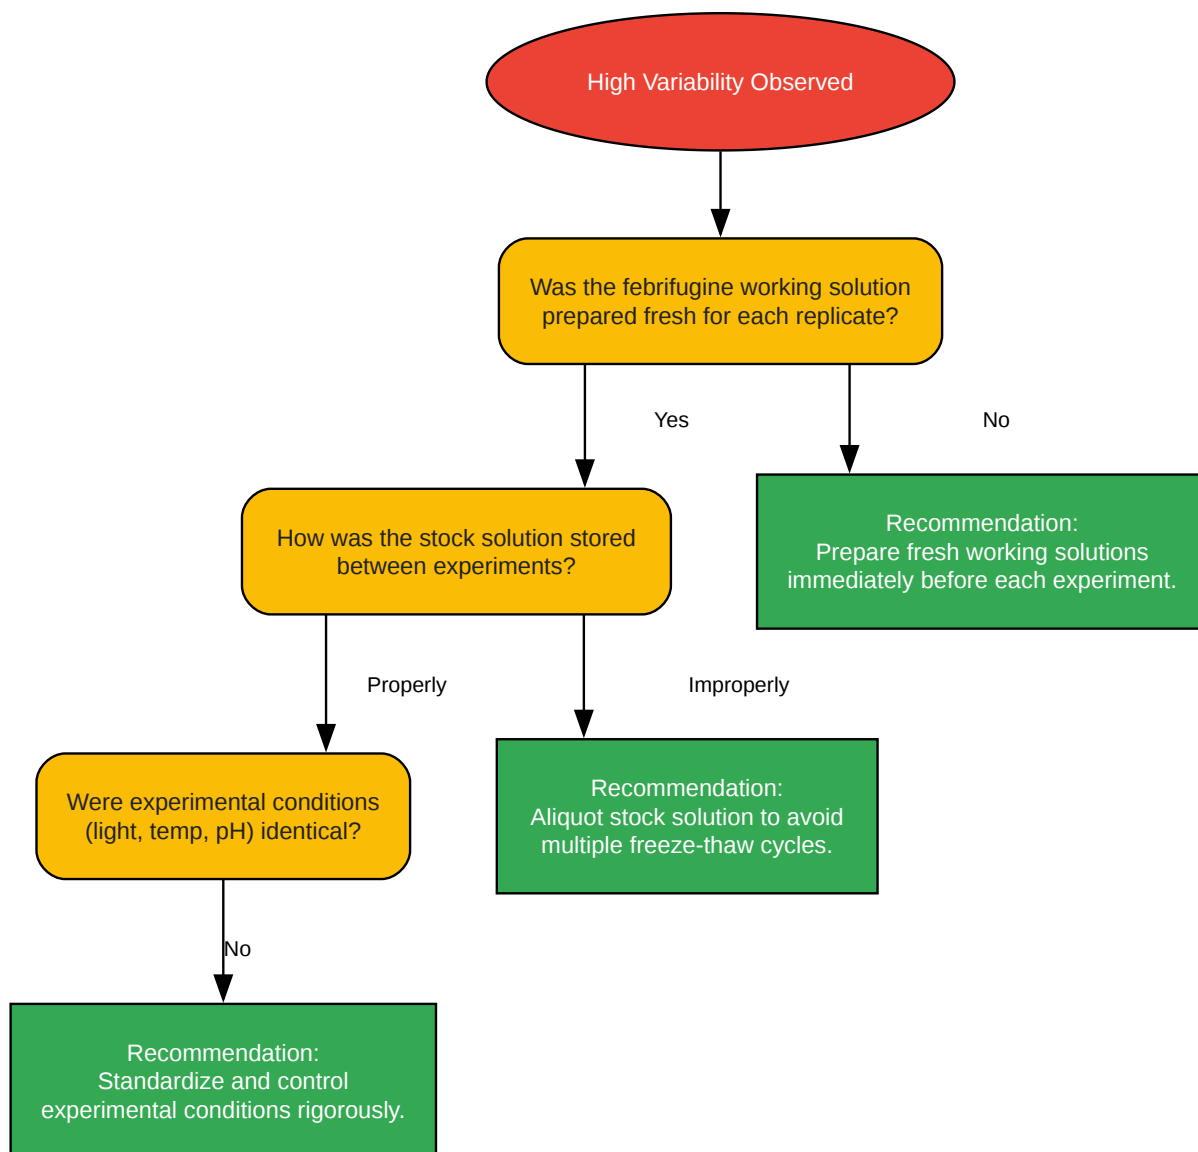 High Variability Observed
Was the febrifugine working solution
prepared fresh for each replicate?
Yes
No
How was the stock solution stored
between experiments?
Recommendation:
Prepare fresh working solutions
immediately before each experiment.
Properly
Improperly
Were experimental conditions
(light, temp, pH) identical?
Recommendation:
Aliquot stock solution to avoid
multiple freeze-thaw cycles.
No
Recommendation:
Standardize and control
experimental conditions rigorously.